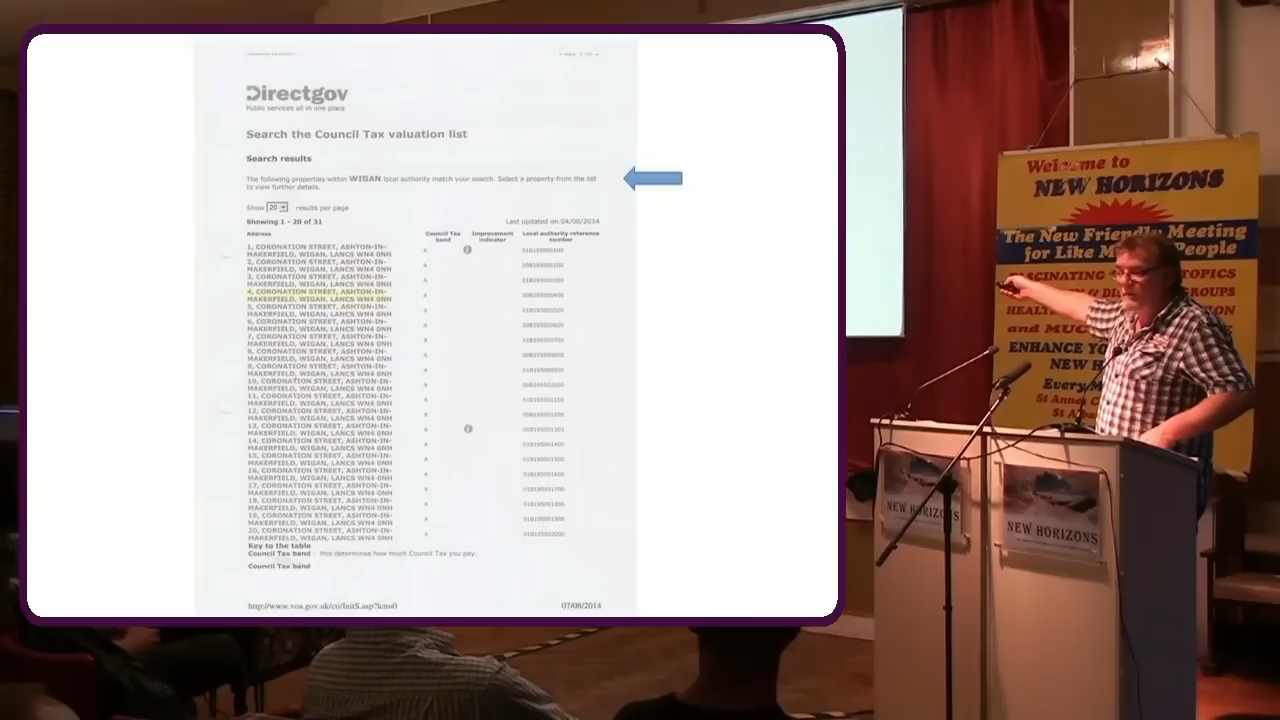 Directgov
Public services all in one place
Search the Council Tax valuation list
Search results
The following properties within WIGAN local authority match your search. Select a property from the list
to view further details.
Show 20 results per page
Showing 1 - 20 of 31
Last updated on 04/08/2014
Address
Council Tax band
Improvement indicator
Local authority reference number
1, CORONATION STREET, ASHTON-IN-
MAKERFIELD, WIGAN, LANCS WN4 0NH
A
2, CORONATION STREET, ASHTON-IN-
MAKERFIELD, WIGAN, LANCS WN4 0NH
A
3, CORONATION STREET, ASHTON-IN-
MAKERFIELD, WIGAN, LANCS WN4 0NH
A
4, CORONATION STREET, ASHTON-IN-
MAKERFIELD, WIGAN, LANCS WN4 0NH
A
5, CORONATION STREET, ASHTON-IN-
MAKERFIELD, WIGAN, LANCS WN4 0NH
A
6, CORONATION STREET, ASHTON-IN-
MAKERFIELD, WIGAN, LANCS WN4 0NH
A
7, CORONATION STREET, ASHTON-IN-
MAKERFIELD, WIGAN, LANCS WN4 0NH
A
8, CORONATION STREET, ASHTON-IN-
MAKERFIELD, WIGAN, LANCS WN4 0NH
A
9, CORONATION STREET, ASHTON-IN-
MAKERFIELD, WIGAN, LANCS WN4 0NH
A
10, CORONATION STREET, ASHTON-IN-
MAKERFIELD, WIGAN, LANCS WN4 0NH
A
11, CORONATION STREET, ASHTON-IN-
MAKERFIELD, WIGAN, LANCS WN4 0NH
A
12, CORONATION STREET, ASHTON-IN-
MAKERFIELD, WIGAN, LANCS WN4 0NH
A
13, CORONATION STREET, ASHTON-IN-
MAKERFIELD, WIGAN, LANCS WN4 0NH
A
14, CORONATION STREET, ASHTON-IN-
MAKERFIELD, WIGAN, LANCS WN4 0NH
A
15, CORONATION STREET, ASHTON-IN-
MAKERFIELD, WIGAN, LANCS WN4 0NH
A
16, CORONATION STREET, ASHTON-IN-
MAKERFIELD, WIGAN, LANCS WN4 0NH
A
17, CORONATION STREET, ASHTON-IN-
MAKERFIELD, WIGAN, LANCS WN4 0NH
A
18, CORONATION STREET, ASHTON-IN-
MAKERFIELD, WIGAN, LANCS WN4 0NH
A
19, CORONATION STREET, ASHTON-IN-
MAKERFIELD, WIGAN, LANCS WN4 0NH
A
20, CORONATION STREET, ASHTON-IN-
MAKERFIELD, WIGAN, LANCS WN4 0NH
A
Key to the table
Council Tax band - this determines how much Council Tax you pay.
Council Tax band
07/08/2014
Welcome to
NEW HORIZONS
The New Friendly Meeting
for Like People
TOPICS
GROUPS
and
ENHANCE
NEW
Every
St Annes
NEW HORIZONS
NEW HORIZONS